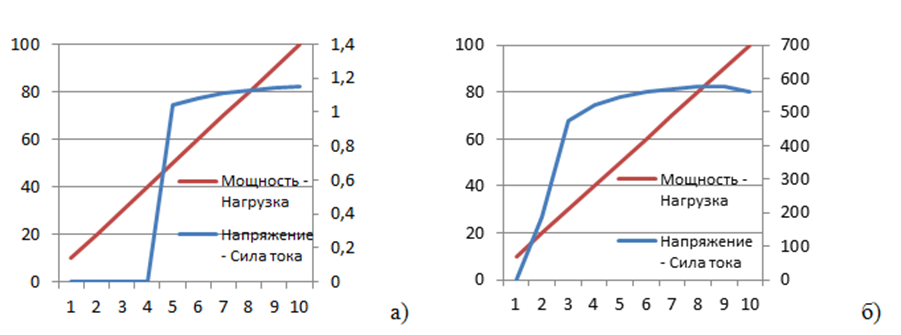 100
80
60
40
20
0
1,4
1,2
1
0,8
0,6
0,4
0,2
0
Мощность -
Нагрузка
Напряжение
- Сила тока
1 2 3 4 5 6 7 8 9 10
а)
100
80
60
40
20
0
700
600
500
400
300
200
100
0
Мощность -
Нагрузка
Напряжение
- Сила тока
1 2 3 4 5 6 7 8 9 10
б)